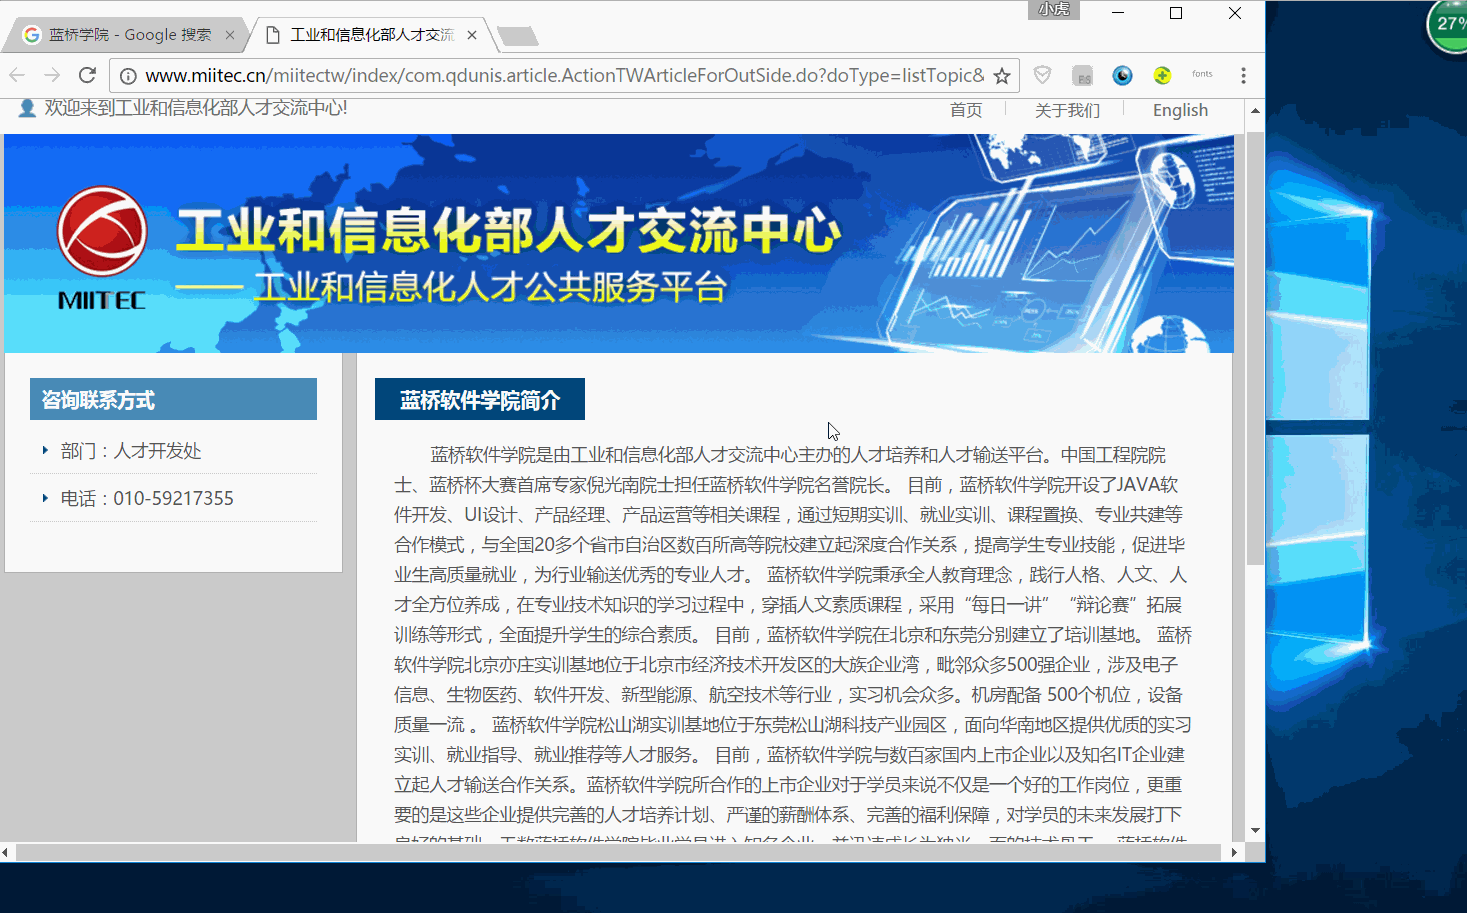 小虎
27%
蓝桥学院 - Google 搜索
工业和信息化部人才交流
www.miitec.cn/miitectw/index/com.qdunis.article.ActionTWArticleForOutSide.do?doType=listTopic&
fonts
欢迎来到工业和信息化部人才交流中心!
首页
关于我们
English
MIITEC
工业和信息化部人才交流中心
——工业和信息化人才公共服务平台
咨询联系方式
部门：人才开发处
电话：010-59217355
蓝桥软件学院简介
蓝桥软件学院是由工业和信息化部人才交流中心主办的人才培养和人才输送平台。中国工程院院
士、蓝桥杯大赛首席专家倪光南院士担任蓝桥软件学院名誉院长。 目前，蓝桥软件学院开设了JAVA软
件开发、UI设计、产品经理、产品运营等相关课程，通过短期实训、就业实训、课程置换、专业共建等
合作模式，与全国20多个省市自治区数百所高等院校建立起深度合作关系，提高学生专业技能，促进毕
业生高质量就业，为行业输送优秀的专业人才。 蓝桥软件学院秉承全人教育理念，践行人格、人文、人
才全方位养成，在专业技术知识的学习过程中，穿插人文素质课程，采用“每日一讲”“辩论赛”拓展
训练等形式，全面提升学生的综合素质。 目前，蓝桥软件学院在北京和东莞分别建立了培训基地。 蓝桥
软件学院北京亦庄实训基地位于北京市经济技术开发区的大族企业湾，毗邻众多500强企业，涉及电子
信息、生物医药、软件开发、新型能源、航空技术等行业，实习机会众多。机房配备 500个机位，设备
质量一流 。 蓝桥软件学院松山湖实训基地位于东莞松山湖科技产业园区，面向华南地区提供优质的实习
实训、就业指导、就业推荐等人才服务。 目前，蓝桥软件学院与数百家国内上市企业以及知名IT企业建
立起人才输送合作关系。蓝桥软件学院所合作的上市企业对于学员来说不仅是一个好的工作岗位，更重
要的是这些企业提供完善的人才培养计划、严谨的薪酬体系、完善的福利保障，对学员的未来发展打下